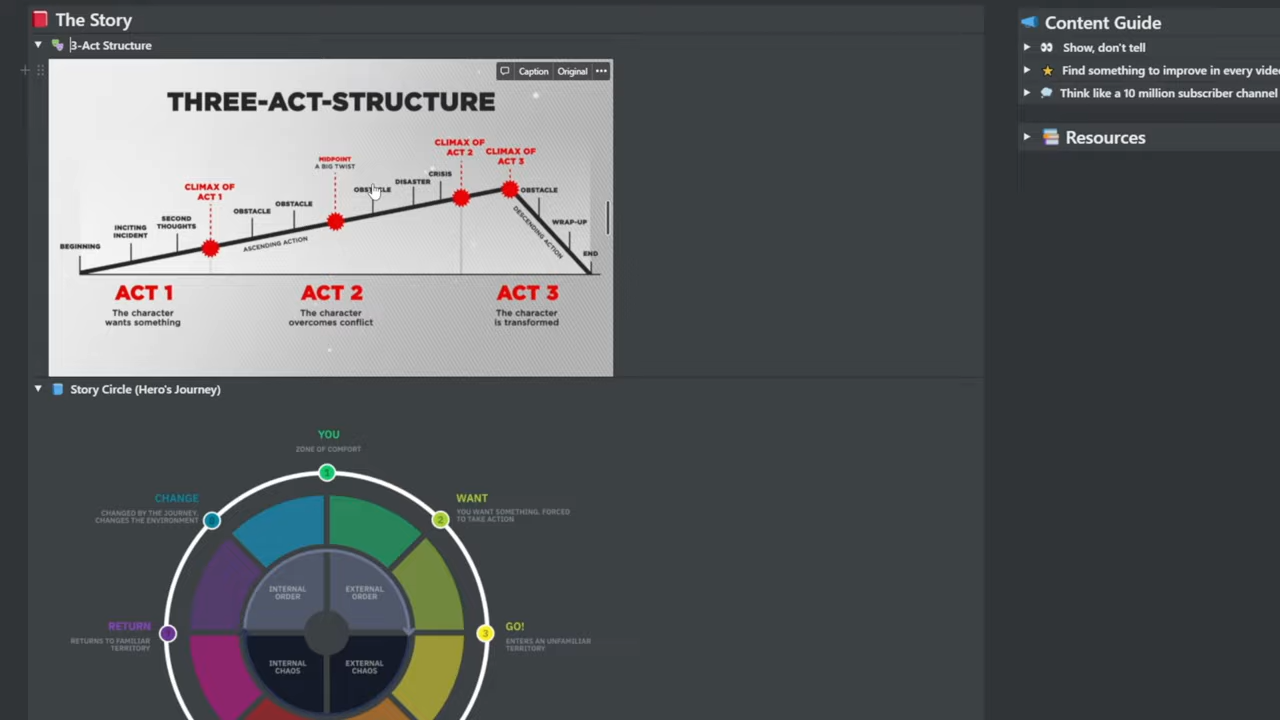 The Story
3-Act Structure
Caption
Original
THREE-ACT-STRUCTURE
CLIMAX OF
ACT 2
CLIMAX OF
ACT 3
MIDPOINT
A BIG TWIST
CRISIS
DISASTER
OBSTACLE
OBSTACLE
CLIMAX OF
ACT 1
OBSTACLE
OBSTACLE
SECOND
THOUGHTS
INCITING
INCIDENT
BEGINNING
ASCENDING ACTION
DESCENDING ACTION
WRAP-UP
END
ACT 1
The character
wants something
ACT 2
The character
overcomes conflict
ACT 3
The character
is transformed
Story Circle (Hero's Journey)
YOU
ZONE OF COMFORT
1
CHANGE
CHANGED BY THE JOURNEY,
CHANGES THE ENVIRONMENT
WANT
YOU WANT SOMETHING, FORCED
TO TAKE ACTION
2
INTERNAL
ORDER
EXTERNAL
ORDER
RETURN
RETURNS TO FAMILIAR
TERRITORY
GO!
ENTERS AN UNFAMILIAR
TERRITORY
3
INTERNAL
CHAOS
EXTERNAL
CHAOS
Content Guide
Show, don't tell
Find something to improve in every vide
Think like a 10 million subscriber channel
Resources